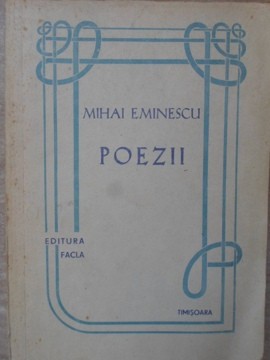 MIHAI EMINESCU
POEZII
EDITURA
FACLA
TIMIȘOARA